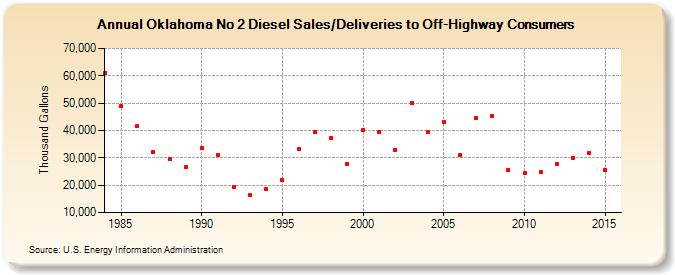 Annual Oklahoma No 2 Diesel Sales/Deliveries to Off-Highway Consumers
Thousand Gallons
70,000
60,000
50,000
40,000
30,000
20,000
10,000
1985 1990 1995 2000 2005 2010 2015
Source: U.S. Energy Information Administration